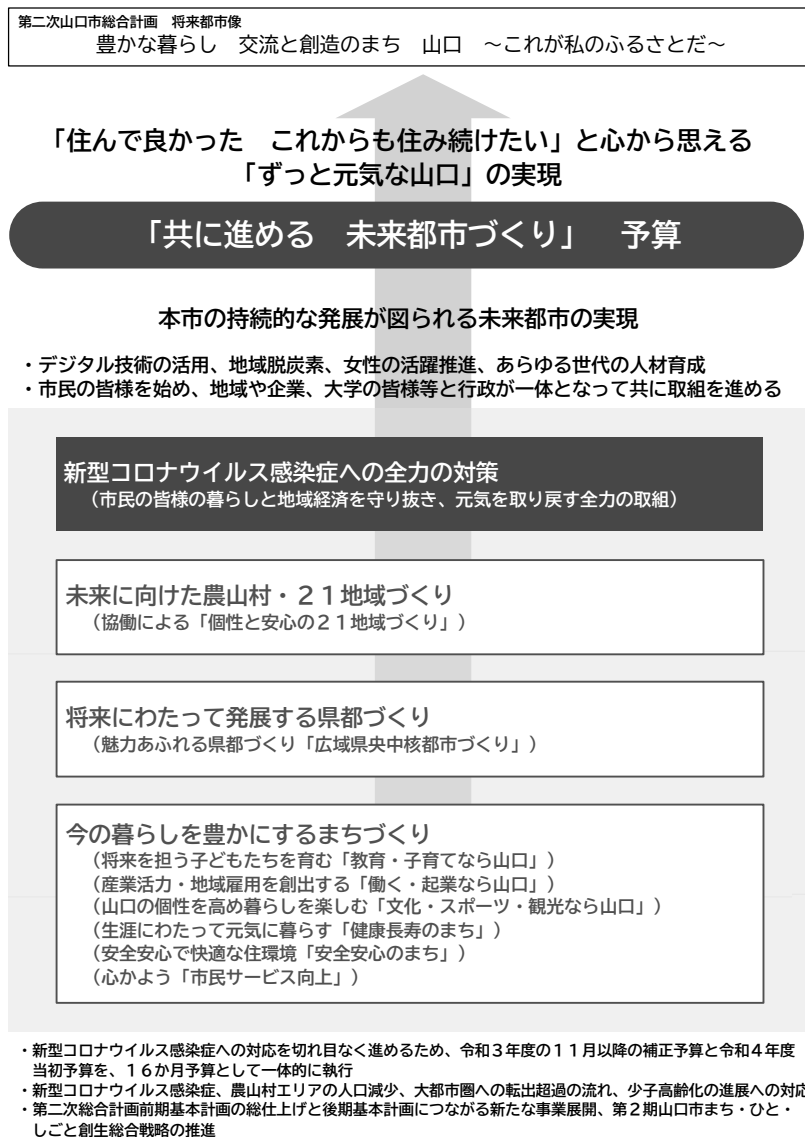 第二次山口市総合計画　将来都市像
豊かな暮らし　交流と創造のまち　山口　～これが私のふるさとだ～
「住んで良かった　これからも住み続けたい」と心から思える
「ずっと元気な山口」の実現
「共に進める　未来都市づくり」　予算
本市の持続的な発展が図られる未来都市の実現
・デジタル技術の活用、地域脱炭素、女性の活躍推進、あらゆる世代の人材育成
・市民の皆様を始め、地域や企業、大学の皆様等と行政が一体となって共に取組を進める
新型コロナウイルス感染症への全力の対策
（市民の皆様の暮らしと地域経済を守り抜き、元気を取り戻す全力の取組）
未来に向けた農山村・２１地域づくり
（協働による「個性と安心の２１地域づくり」）
将来にわたって発展する県都づくり
（魅力あふれる県都づくり「広域県央中核都市づくり」）
今の暮らしを豊かにするまちづくり
（将来を担う子どもたちを育む「教育・子育てなら山口」）
（産業活力・地域雇用を創出する「働く・起業なら山口」）
（山口の個性を高め暮らしを楽しむ「文化・スポーツ・観光なら山口」）
（生涯にわたって元気に暮らす「健康長寿のまち」）
（安全安心で快適な住環境「安全安心のまち」）
（心かよう「市民サービス向上」）
・新型コロナウイルス感染症への対応を切れ目なく進めるため、令和３年度の１１月以降の補正予算と令和４年度
当初予算を、１６か月予算として一体的に執行
・新型コロナウイルス感染症、農山村エリアの人口減少、大都市圏への転出超過の流れ、少子高齢化の進展への対応
・第二次総合計画前期基本計画の総仕上げと後期基本計画につながる新たな事業展開、第２期山口市まち・ひと・
しごと創生総合戦略の推進